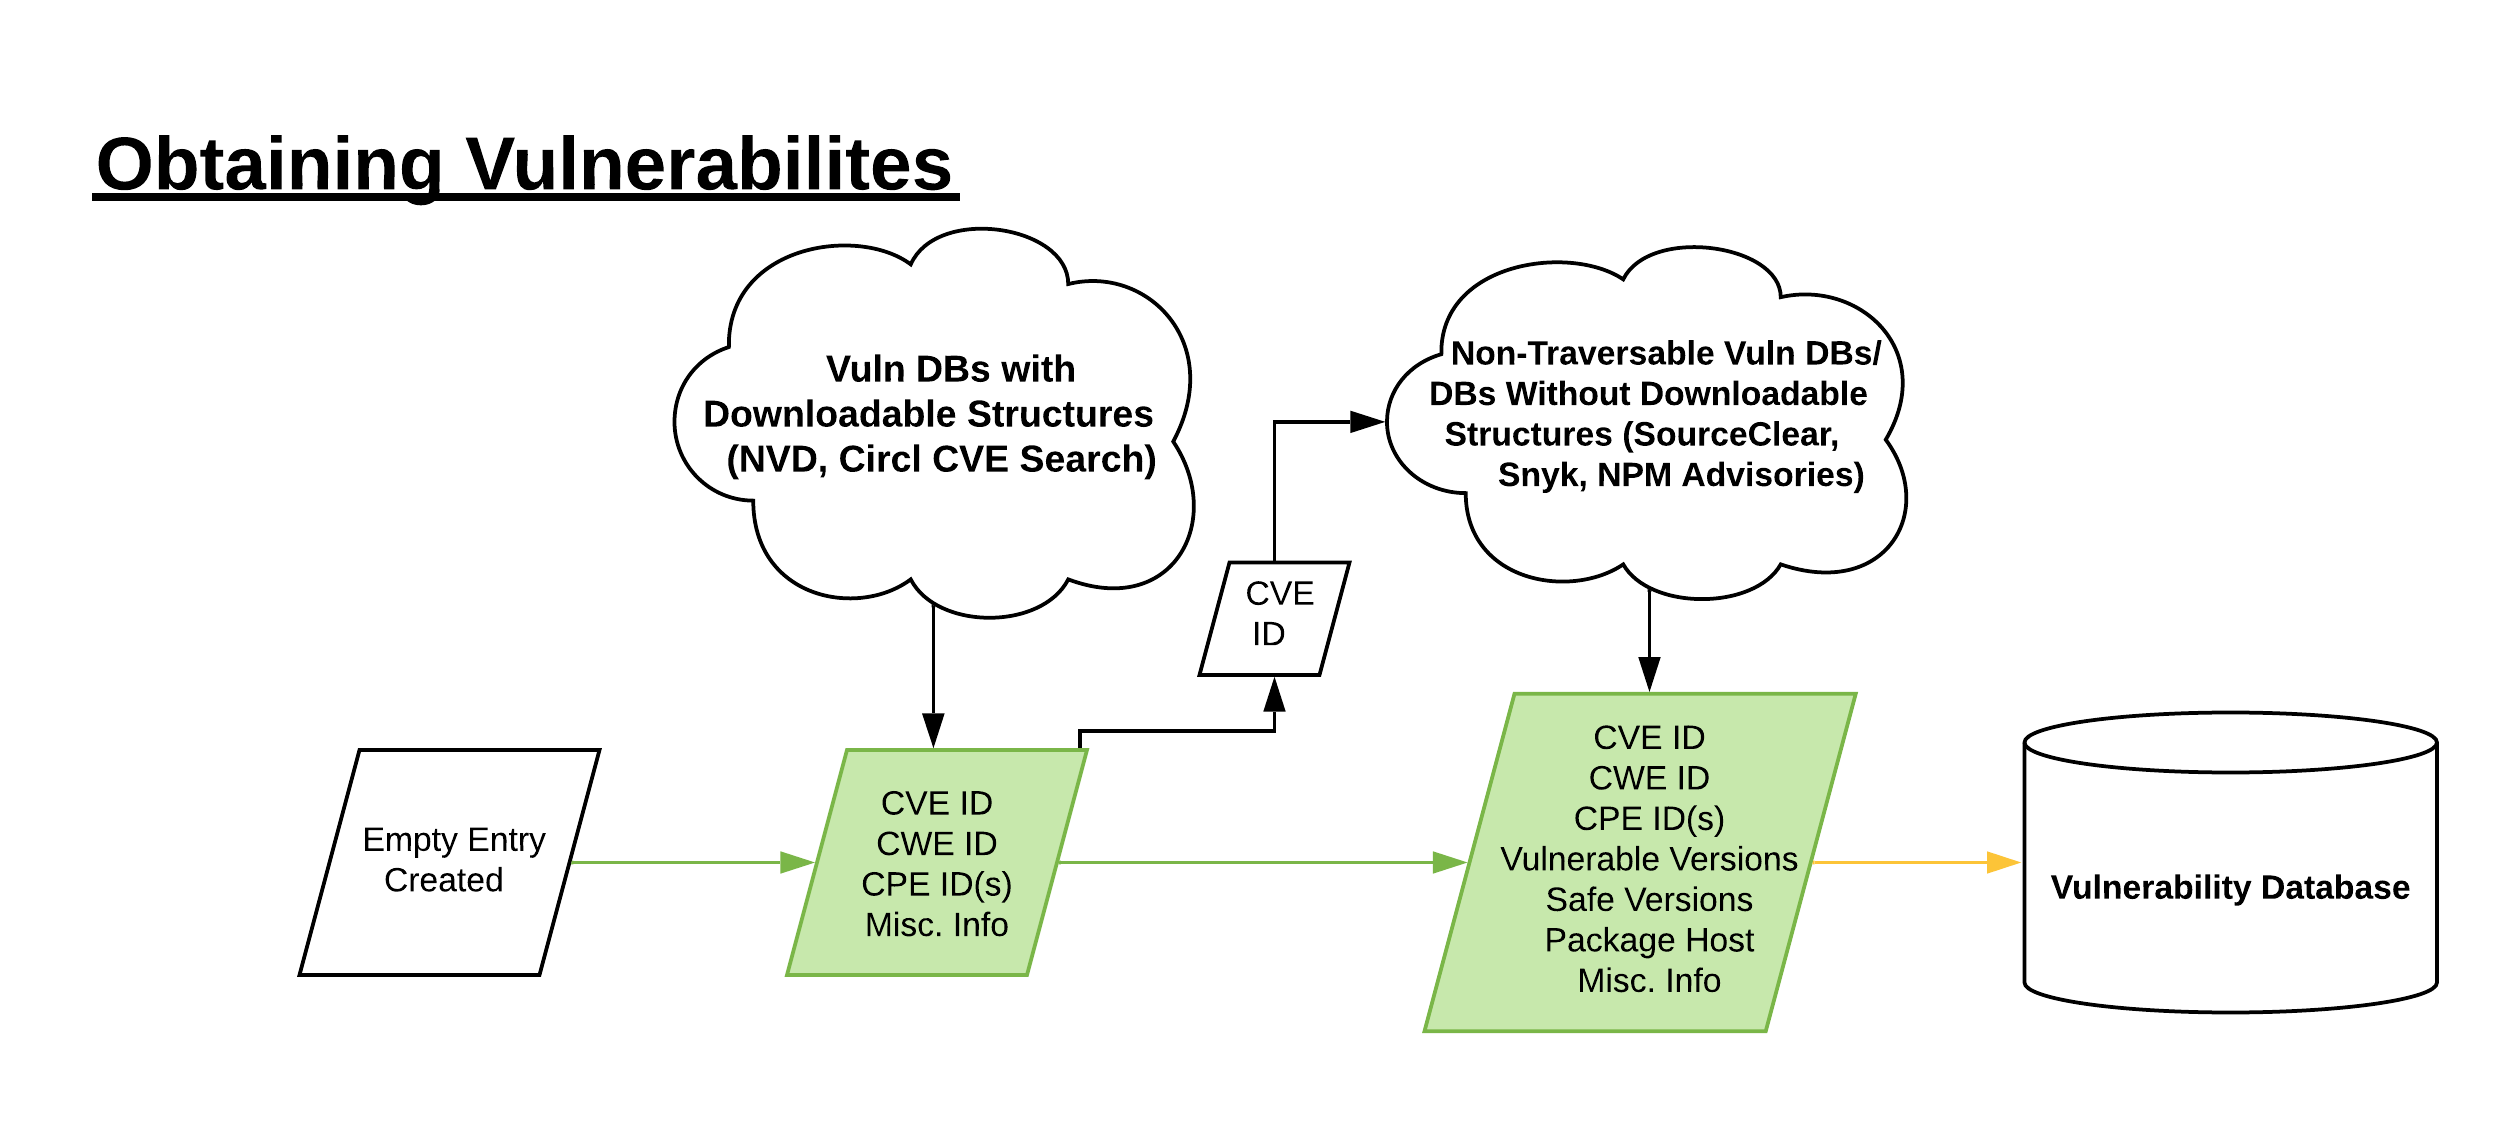 Obtaining Vulnerabilites
Vuln DBs with
Downloadable Structures
(NVD, Circl CVE Search)
Non-Traversable Vuln DBs/
DBs Without Downloadable
Structures (SourceClear,
Snyk, NPM Advisories)
CVE
ID
Empty Entry
Created
CVE ID
CWE ID
CPE ID(s)
Misc. Info
CVE ID
CWE ID
CPE ID(s)
Vulnerable Versions
Safe Versions
Package Host
Misc. Info
Vulnerability Database